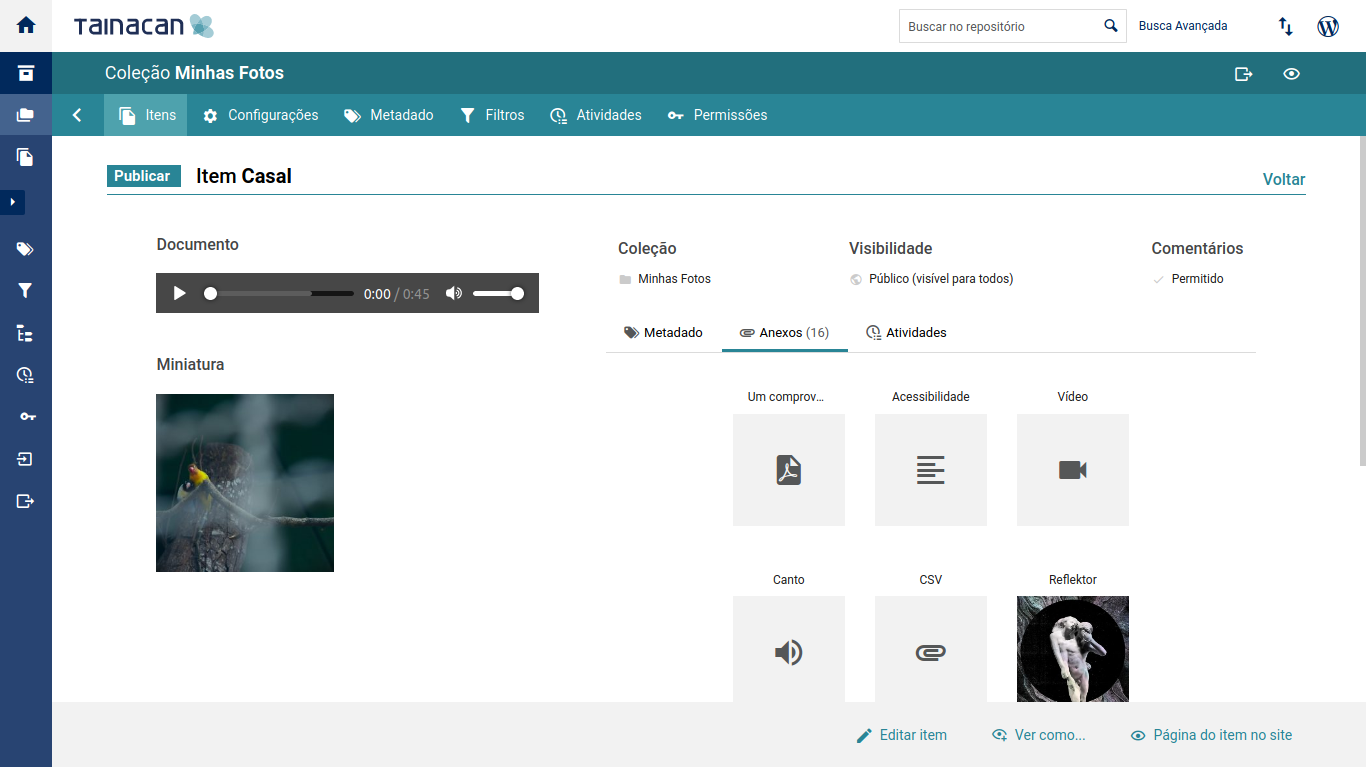 TAINACAN
Buscar no repositório
Busca Avançada
Coleção Minhas Fotos
Itens
Configurações
Metadado
Filtros
Atividades
Permissões
Publicar
Item Casal
Voltar
Documento
0:00 / 0:45
Miniatura
Coleção
Visibilidade
Comentários
Minhas Fotos
Público (visível para todos)
Permitido
Metadado
Anexos (16)
Atividades
Um comprov...
Acessibilidade
Vídeo
Canto
CSV
Reflektor
Editar item
Ver como...
Página do item no site